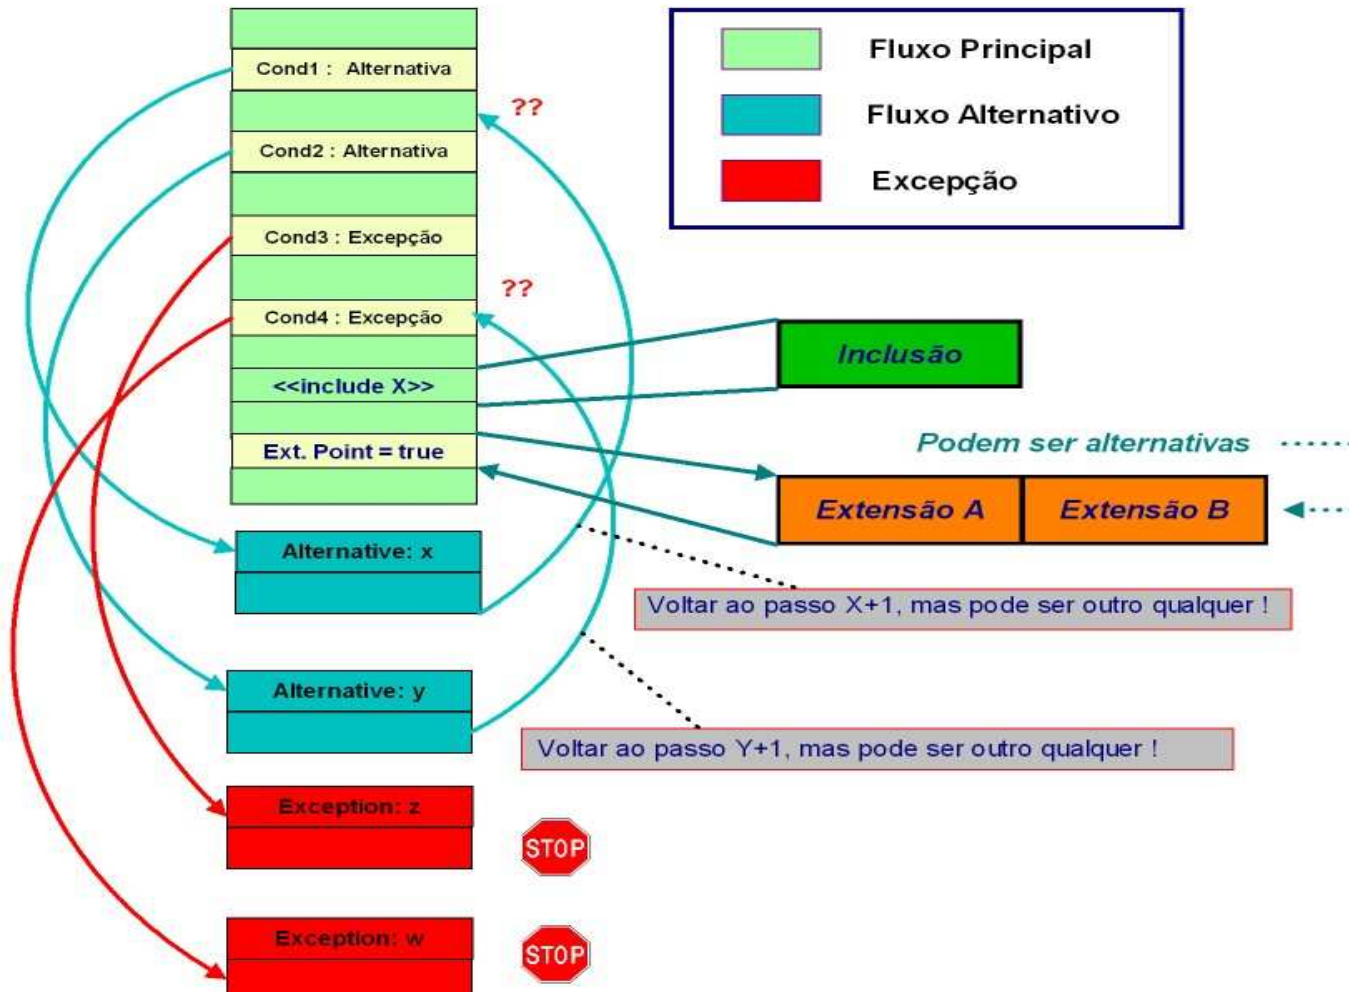 Cond1 : Alternativa
Cond2 : Alternativa
Cond3 : Excepção
Cond4 : Excepção
<<include X>>
Ext. Point = true
??
??
Fluxo Principal
Fluxo Alternativo
Excepção
Inclusão
Podem ser alternativas
Extensão A
Extensão B
Alternative: x
Voltar ao passo X+1, mas pode ser outro qualquer !
Alternative: y
Voltar ao passo Y+1, mas pode ser outro qualquer !
Exception: z
STOP
Exception: w
STOP